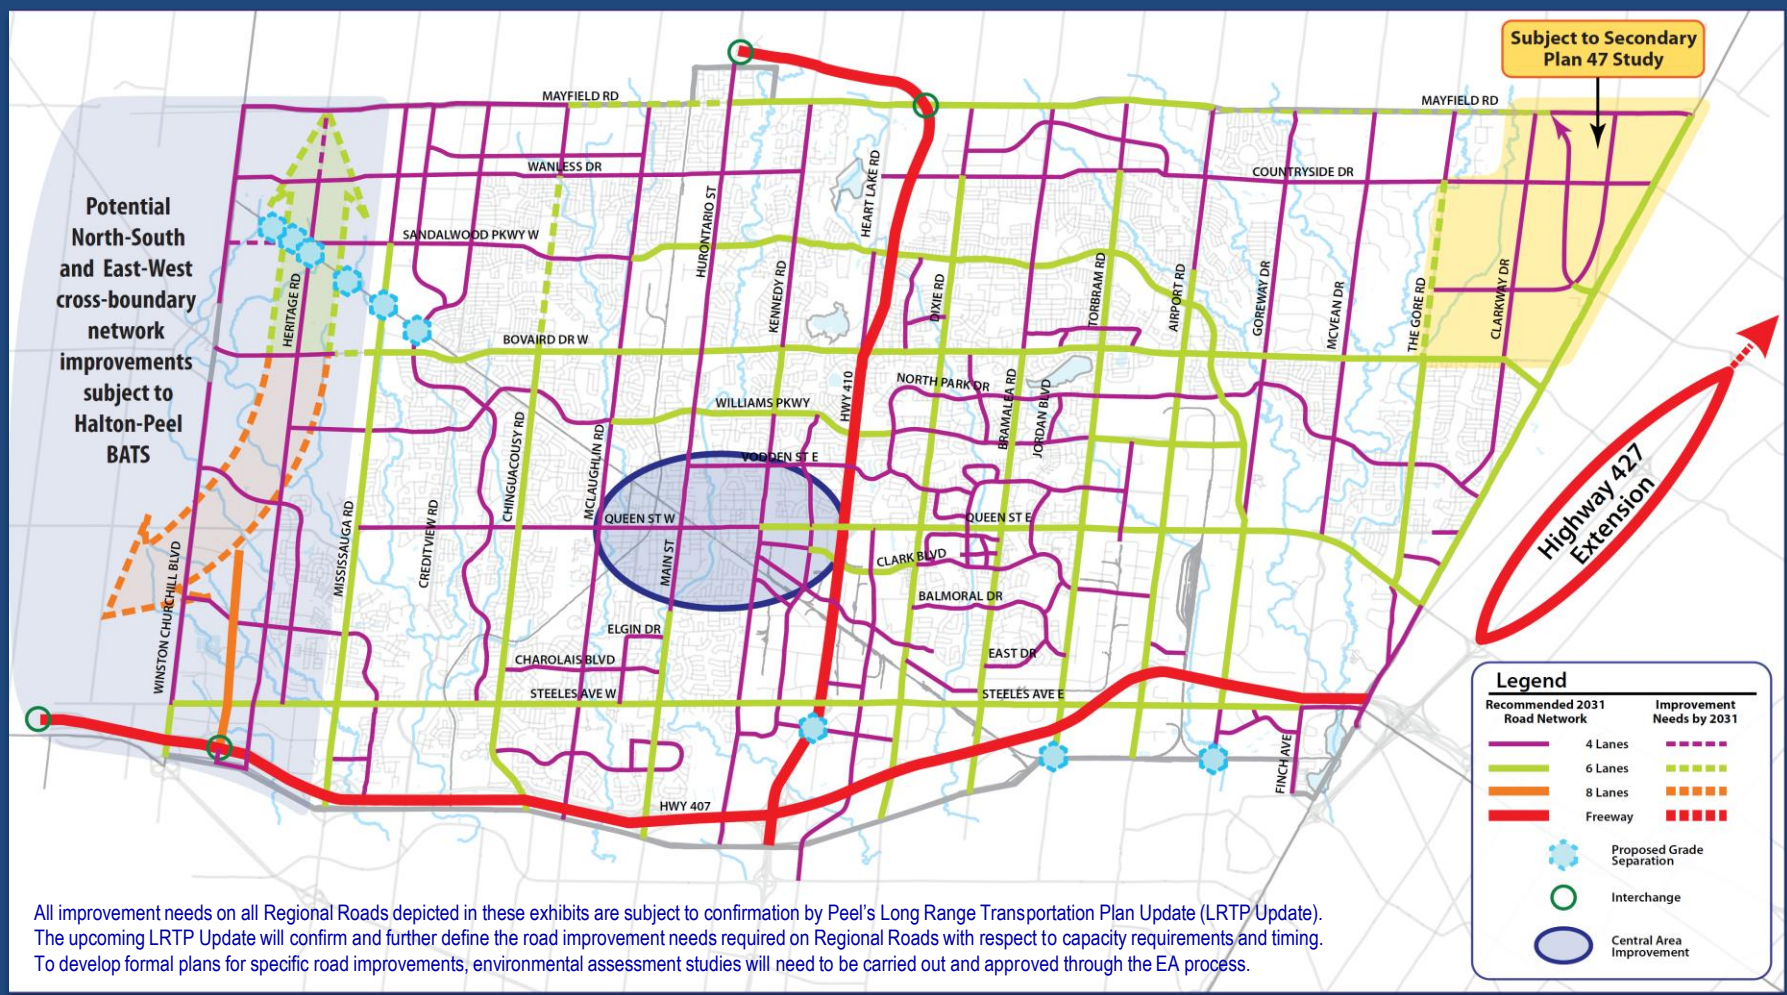 Subject to Secondary
Plan 47 Study
MAYFIELD RD
MAYFIELD RD
WANLESS DR
COUNTRYSIDE DR
Potential
North-South
and East-West
cross-boundary
network
improvements
subject to
Halton-Peel
BATS
SANDALWOOD PKWY W
HURONTARIO ST
HEART LAKE RD
HERITAGE RD
KENNEDY RD
DIXIE RD
TORBRAM RD
AIRPORT RD
GOREWAY DR
MCVEAN DR
THE GORE RD
CLARKWAY DR
BOVAIRD DR W
NORTH PARK DR
WILLIAMS PKWY
HWY 410
BRAMALEA RD
JORDAN BLVD
CHINGUACOUSY RD
MCLAUGHLIN RD
VODDEN ST E
Highway 427
Extension
MISSISSAUGA RD
CREDITVIEW RD
QUEEN ST W
QUEEN ST E
MAIN ST
CLARK BLVD
WINSTON CHURCHILL BLVD
BALMORAL DR
ELGIN DR
CHAROLAIS BLVD
EAST DR
STEELES AVE W
STEELES AVE E
FINCH AVE
HWY 407
Legend
Recommended 2031
Road Network
Improvement
Needs by 2031
4 Lanes
6 Lanes
8 Lanes
Freeway
Proposed Grade
Separation
Interchange
Central Area
Improvement
All improvement needs on all Regional Roads depicted in these exhibits are subject to confirmation by Peel's Long Range Transportation Plan Update (LRTP Update).
The upcoming LRTP Update will confirm and further define the road improvement needs required on Regional Roads with respect to capacity requirements and timing.
To develop formal plans for specific road improvements, environmental assessment studies will need to be carried out and approved through the EA process.